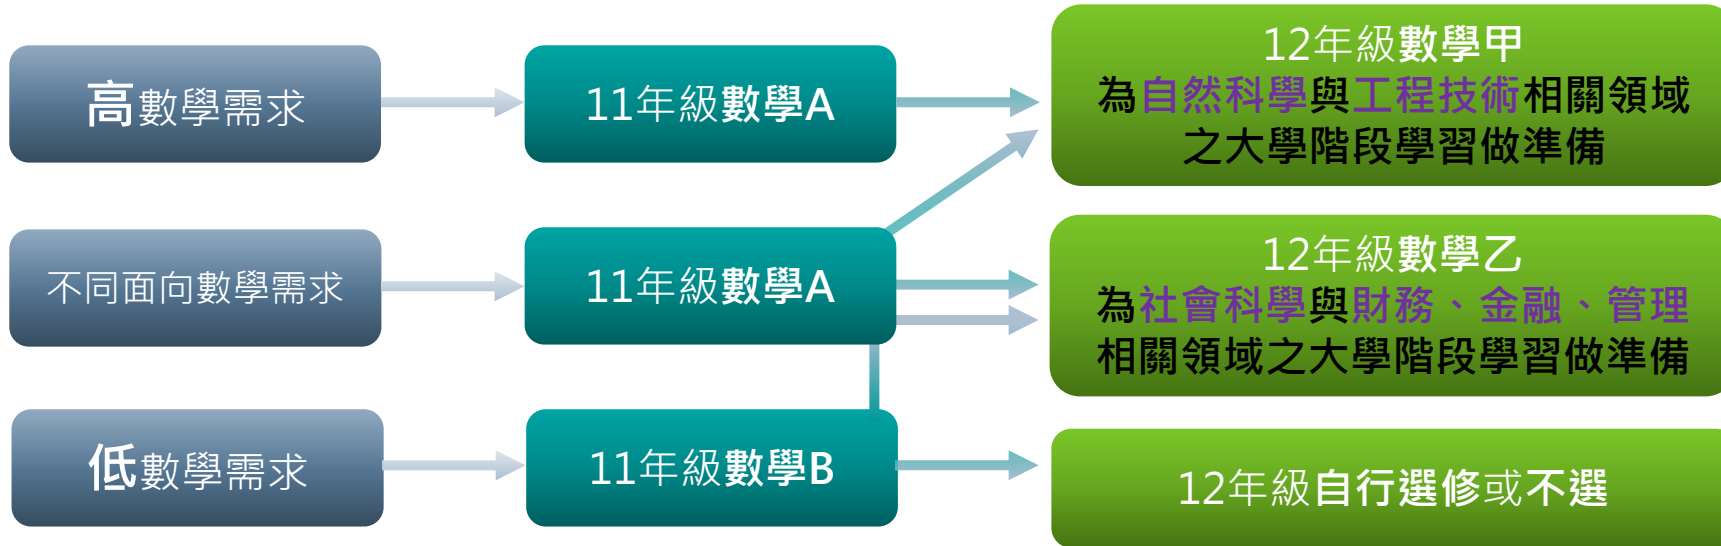 高數學需求
11年級數學A
12年級數學甲
為自然科學與工程技術相關領域
之大學階段學習做準備
不同面向數學需求
11年級數學A
12年級數學乙
為社會科學與財務、金融、管理
相關領域之大學階段學習做準備
低數學需求
11年級數學B
12年級自行選修或不選